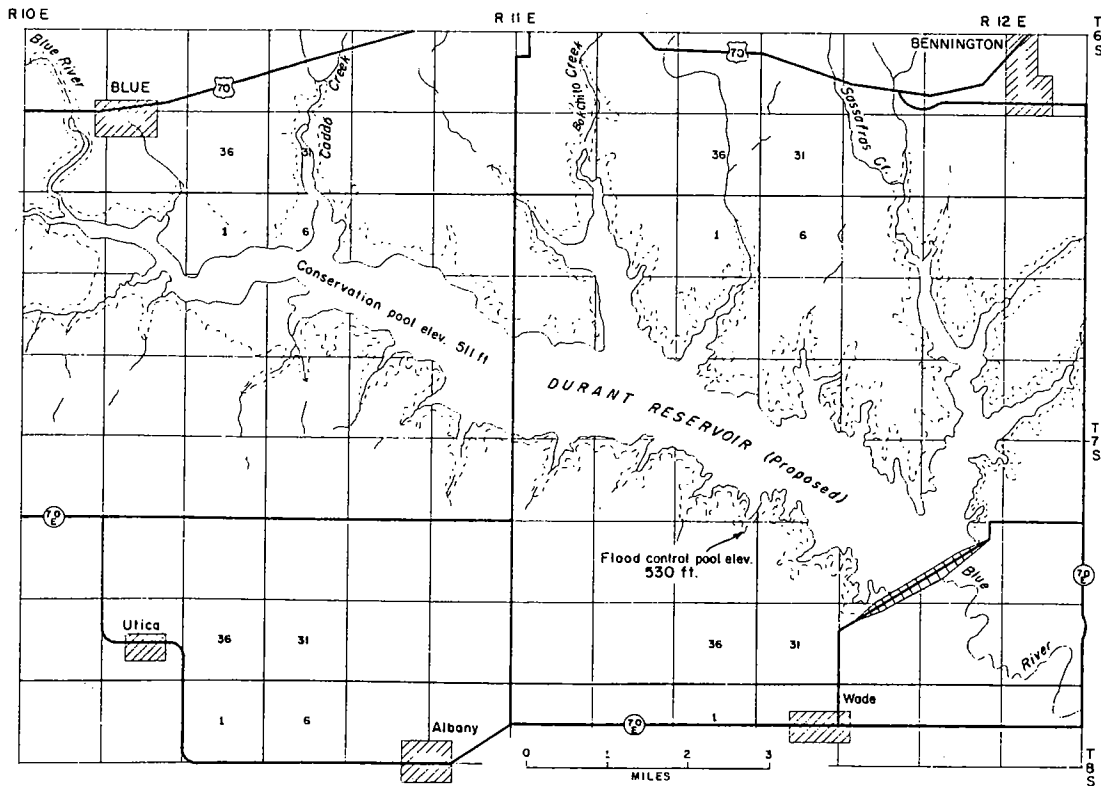 R 10 E
R 11 E
R 12 E
T
6
S
Blue River
BLUE
70
Caddo
Creek
Bokchito Creek
70
BENNINGTON
Sassafras Cr.
36
31
36
31
1
6
1
6
Conservation pool elev. 511 ft
DURANT RESERVOIR (Proposed)
T
7
S
70
E
Flood control pool elev.
530 ft.
Blue
River
70
E
Utica
36
31
36
31
Wade
1
6
Albany
70
E
1
0 1 2 3
MILES
T
8
S